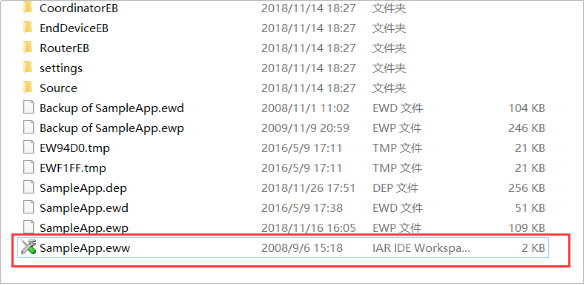 CoordinatorEB 2018/11/14 18:27 文件夹
EndDeviceEB 2018/11/14 18:27 文件夹
RouterEB 2018/11/14 18:27 文件夹
settings 2018/11/14 18:27 文件夹
Source 2018/11/14 18:27 文件夹
Backup of SampleApp.ewd 2008/11/1 11:02 EWD 文件 104 KB
Backup of SampleApp.ewp 2009/11/9 20:59 EWP 文件 246 KB
EW94D0.tmp 2016/5/9 17:11 TMP 文件 21 KB
EWF1FF.tmp 2016/5/9 17:11 TMP 文件 21 KB
SampleApp.dep 2018/11/26 17:51 DEP 文件 256 KB
SampleApp.ewd 2016/5/9 17:38 EWD 文件 51 KB
SampleApp.ewp 2018/11/16 16:05 EWP 文件 109 KB
SampleApp.eww 2008/9/6 15:18 IAR IDE Workspa... 2 KB